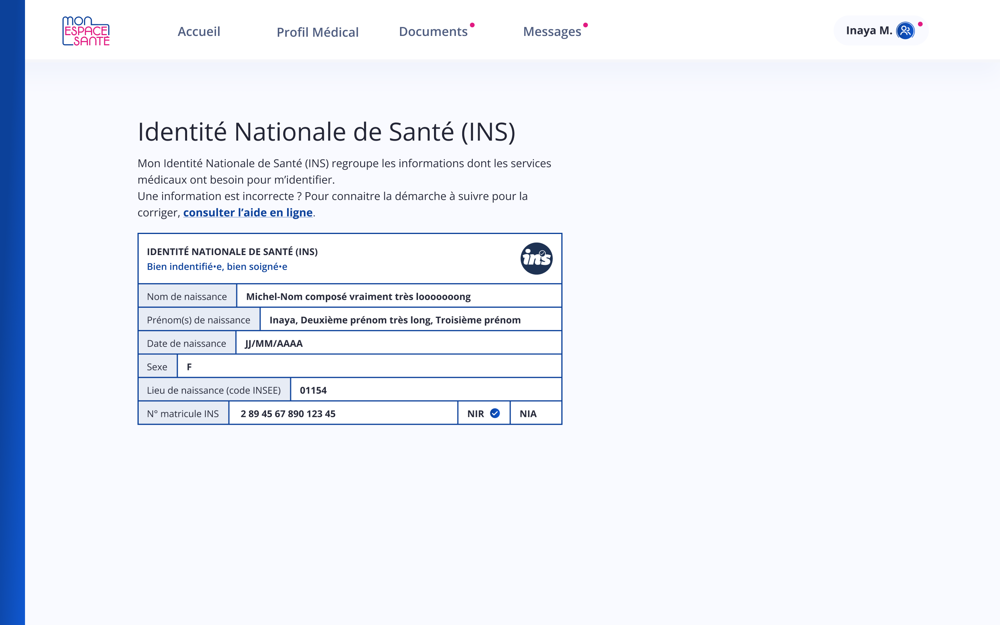 mon
ESPACE
SANTÉ
Accueil
Profil Médical
Documents
Messages
Inaya M.
Identité Nationale de Santé (INS)
Mon Identité Nationale de Santé (INS) regroupe les informations dont les services
médicaux ont besoin pour m’identifier.
Une information est incorrecte ? Pour connaitre la démarche à suivre pour la
corriger, consulter l’aide en ligne.
IDENTITÉ NATIONALE DE SANTÉ (INS)
Bien indentifié•e, bien soigné•e
ins
Nom de naissance Michel-Nom composé vraiment très looooooong
Prénom(s) de naissance Inaya, Deuxième prénom très long, Troisième prénom
Date de naissance JJ/MM/AAAA
Sexe F
Lieu de naissance (code INSEE) 01154
N° matricule INS 2 89 45 67 890 123 45 NIR NIA